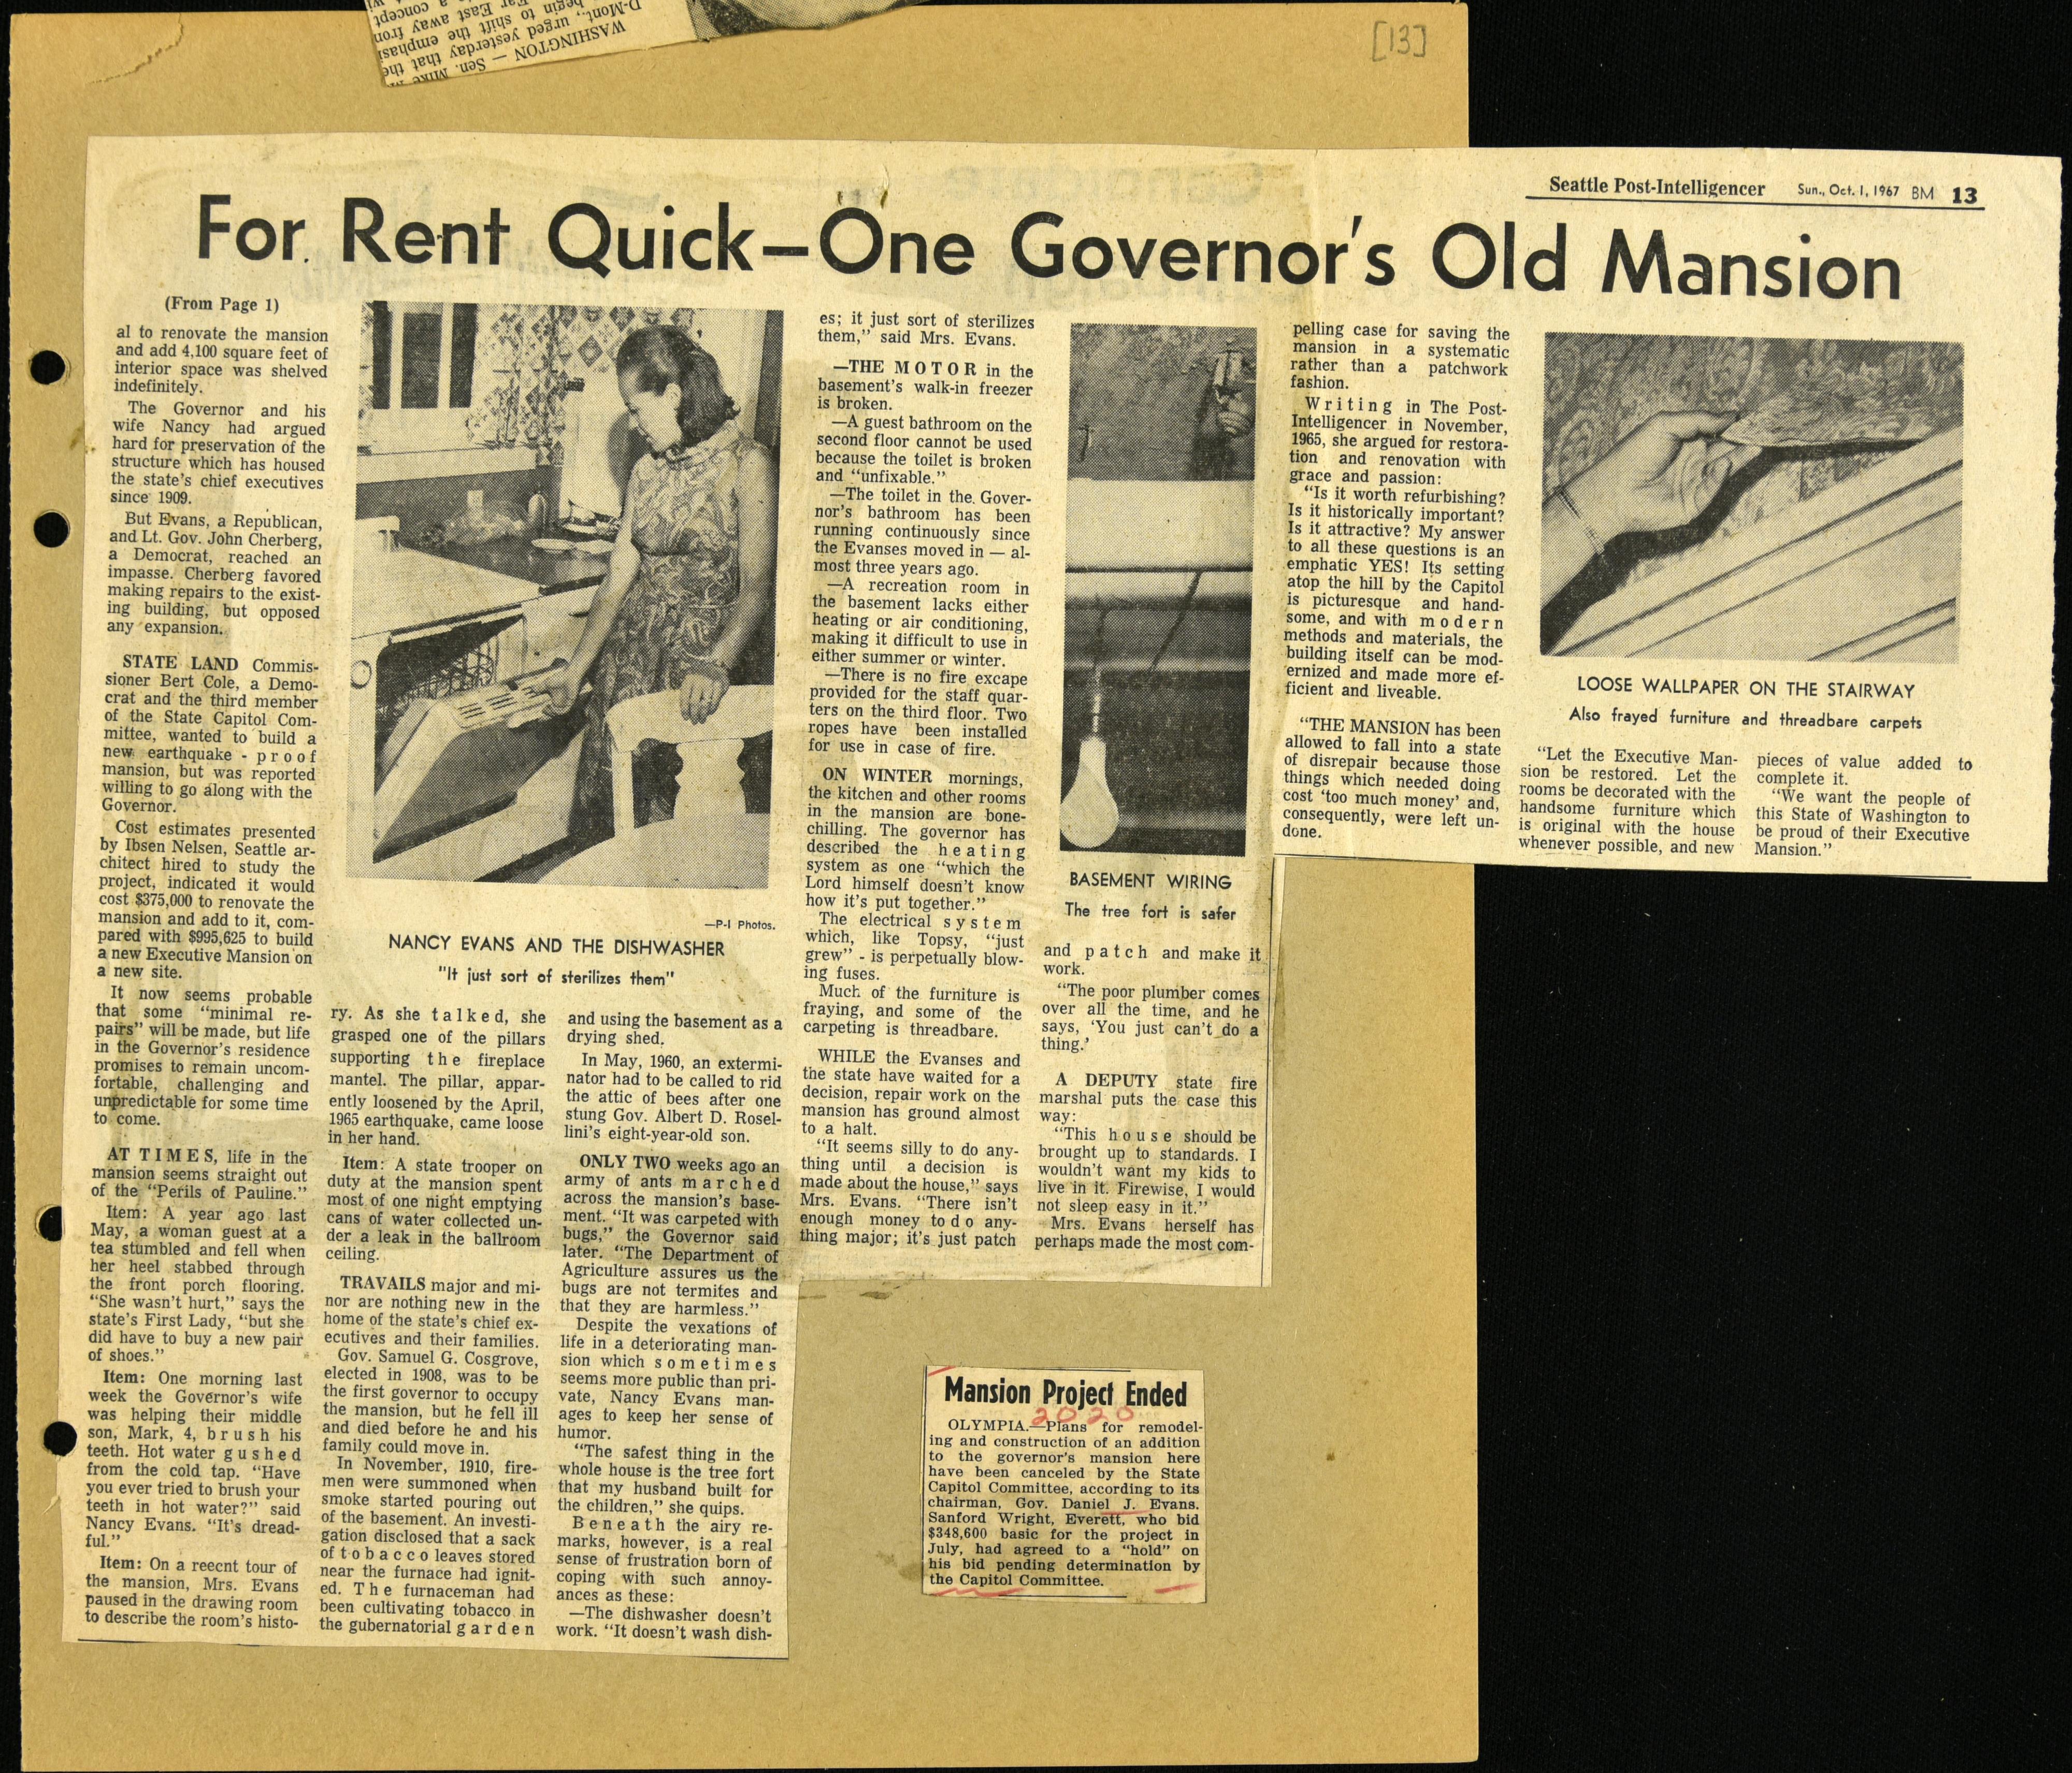 WASHINGTON — Sen. Mike
D-Mont., urged yesterday that the
begin to shift the emphasi
East away from
a concept
[13]
Seattle Post-Intelligencer Sun., Oct. 1, 1967 BM 13
For Rent Quick—One Governor's Old Mansion
(From Page 1)
al to renovate the mansion
and add 4,100 square feet of
interior space was shelved
indefinitely.
The Governor and his
wife Nancy had argued
hard for preservation of the
structure which has housed
the state's chief executives
since 1909.
But Evans, a Republican,
and Lt. Gov. John Cherberg,
a Democrat, reached an
impasse. Cherberg favored
making repairs to the exist-
ing building, but opposed
any expansion.
STATE LAND Commis-
sioner Bert Cole, a Demo-
crat and the third member
of the State Capitol Com-
mittee, wanted to build a
new earthquake - proof
mansion, but was reported
willing to go along with the
Governor.
Cost estimates presented
by Ibsen Nelsen, Seattle ar-
chitect hired to study the
project, indicated it would
cost $375,000 to renovate the
mansion and add to it, com-
pared with $995,625 to build
a new Executive Mansion on
a new site.
It now seems probable
that some "minimal re-
pairs" will be made, but life
in the Governor's residence
promises to remain uncom-
fortable, challenging and
unpredictable for some time
to come.
AT TIMES, life in the
mansion seems straight out
of the "Perils of Pauline."
Item: A year ago last
May, a woman guest at a
tea stumbled and fell when
her heel stabbed through
the front porch flooring.
"She wasn't hurt," says the
state's First Lady, "but she
did have to buy a new pair
of shoes."
Item: One morning last
week the Governor's wife
was helping their middle
son, Mark, 4, brush his
teeth. Hot water gushed
from the cold tap. "Have
you ever tried to brush your
teeth in hot water?" said
Nancy Evans. "It's dread-
ful."
Item: On a reecnt tour of
the mansion, Mrs. Evans
paused in the drawing room
to describe the room's histo-
—P-I Photos.
NANCY EVANS AND THE DISHWASHER
"It just sort of sterilizes them"
ry. As she talked, she
grasped one of the pillars
supporting the fireplace
mantel. The pillar, appar-
ently loosened by the April,
1965 earthquake, came loose
in her hand.
Item: A state trooper on
duty at the mansion spent
most of one night emptying
cans of water collected un-
der a leak in the ballroom
ceiling.
TRAVAILS major and mi-
nor are nothing new in the
home of the state's chief ex-
ecutives and their families.
Gov. Samuel G. Cosgrove,
elected in 1908, was to be
the first governor to occupy
the mansion, but he fell ill
and died before he and his
family could move in.
In November, 1910, fire-
men were summoned when
smoke started pouring out
of the basement. An investi-
gation disclosed that a sack
of tobacco leaves stored
near the furnace had ignit-
ed. The furnaceman had
been cultivating tobacco in
the gubernatorial garden
and using the basement as a
drying shed.
In May, 1960, an extermi-
nator had to be called to rid
the attic of bees after one
stung Gov. Albert D. Rosel-
lini's eight-year-old son.
ONLY TWO weeks ago an
army of ants marched
across the mansion's base-
ment. "It was carpeted with
bugs," the Governor said
later. "The Department of
Agriculture assures us the
bugs are not termites and
that they are harmless."
Despite the vexations of
life in a deteriorating man-
sion which sometimes
seems more public than pri-
vate, Nancy Evans man-
ages to keep her sense of
humor.
"The safest thing in the
whole house is the tree fort
that my husband built for
the children," she quips.
Beneath the airy re-
marks, however, is a real
sense of frustration born of
coping with such annoy-
ances as these:
—The dishwasher doesn't
work. "It doesn't wash dish-
es; it just sort of sterilizes
them," said Mrs. Evans.
—THE MOTOR in the
basement's walk-in freezer
is broken.
—A guest bathroom on the
second floor cannot be used
because the toilet is broken
and "unfixable."
—The toilet in the Gover-
nor's bathroom has been
running continuously since
the Evanses moved in — al-
most three years ago.
—A recreation room in
the basement lacks either
heating or air conditioning,
making it difficult to use in
either summer or winter.
—There is no fire excape
provided for the staff quar-
ters on the third floor. Two
ropes have been installed
for use in case of fire.
ON WINTER mornings,
the kitchen and other rooms
in the mansion are bone-
chilling. The governor has
described the heating
system as one "which the
Lord himself doesn't know
how it's put together."
The electrical system
which, like Topsy, "just
grew" - is perpetually blow-
ing fuses.
Much of the furniture is
fraying, and some of the
carpeting is threadbare.
WHILE the Evanses and
the state have waited for a
decision, repair work on the
mansion has ground almost
to a halt.
"It seems silly to do any-
thing until a decision is
made about the house," says
Mrs. Evans. "There isn't
enough money to do any-
thing major; it's just patch
BASEMENT WIRING
The tree fort is safer
and patch and make it
work.
"The poor plumber comes
over all the time, and he
says, 'You just can't do a
thing.'
A DEPUTY state fire
marshal puts the case this
way:
"This house should be
brought up to standards. I
wouldn't want my kids to
live in it. Firewise, I would
not sleep easy in it."
Mrs. Evans herself has
perhaps made the most com-
pelling case for saving the
mansion in a systematic
rather than a patchwork
fashion.
Writing in The Post-
Intelligencer in November,
1965, she argued for restora-
tion and renovation with
grace and passion:
"Is it worth refurbishing?
Is it historically important?
Is it attractive? My answer
to all these questions is an
emphatic YES! Its setting
atop the hill by the Capitol
is picturesque and hand-
some, and with modern
methods and materials, the
building itself can be mod-
ernized and made more ef-
ficient and liveable.
"THE MANSION has been
allowed to fall into a state
of disrepair because those
things which needed doing
cost 'too much money' and,
consequently, were left un-
done.
LOOSE WALLPAPER ON THE STAIRWAY
Also frayed furniture and threadbare carpets
"Let the Executive Man-
sion be restored. Let the
rooms be decorated with the
handsome furniture which
is original with the house
whenever possible, and new
pieces of value added to
complete it.
"We want the people of
this State of Washington to
be proud of their Executive
Mansion."
Mansion Project Ended
2020
OLYMPIA.—Plans for remodel-
ing and construction of an addition
to the governor's mansion here
have been canceled by the State
Capitol Committee, according to its
chairman, Gov. Daniel J. Evans.
Sanford Wright, Everett, who bid
$348,600 basic for the project in
July, had agreed to a "hold" on
his bid pending determination by
the Capitol Committee.